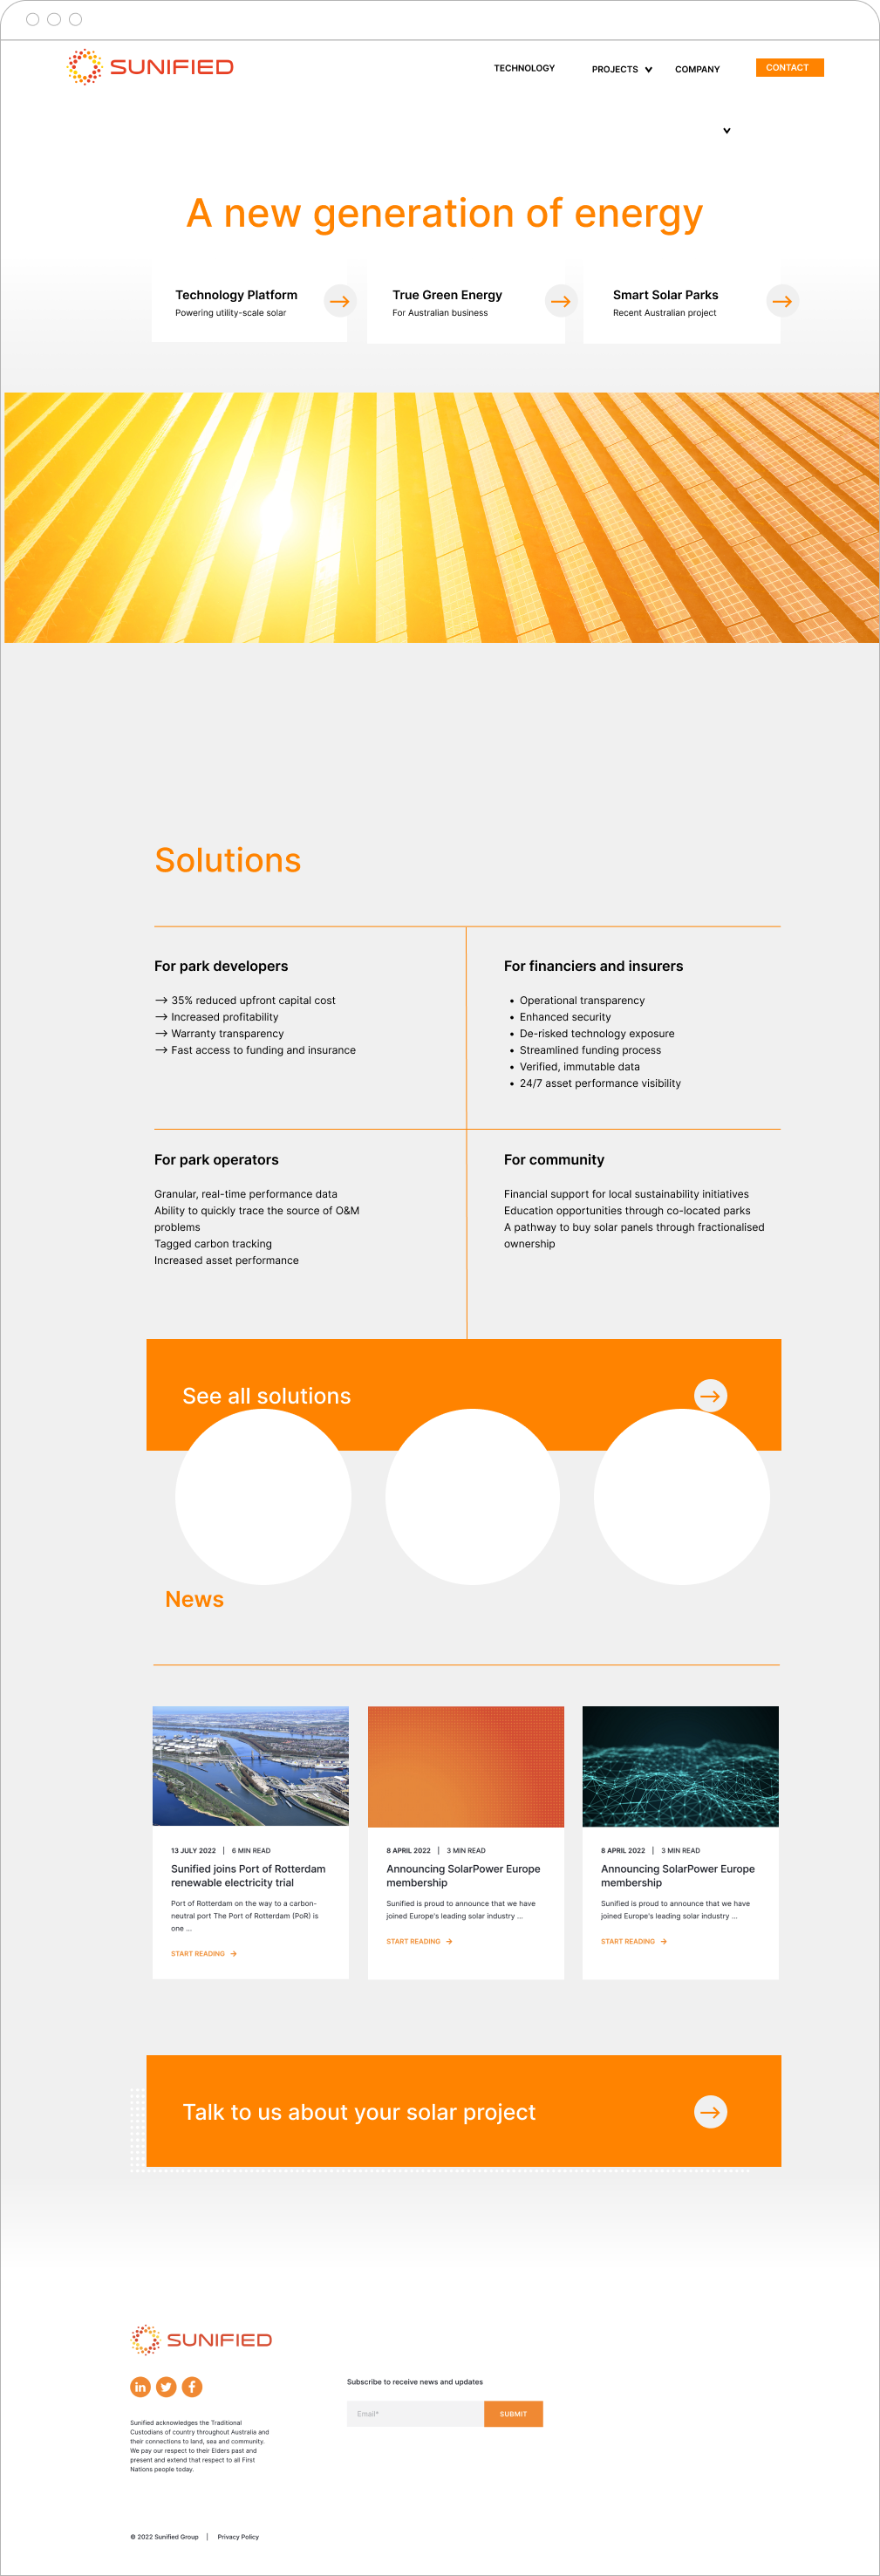 SUNIFIED
TECHNOLOGY
PROJECTS
COMPANY
CONTACT
A new generation of energy
Technology Platform
Powering utility-scale solar
True Green Energy
For Australian business
Smart Solar Parks
Recent Australian project
Solutions
For park developers
→ 35% reduced upfront capital cost
→ Increased profitability
→ Warranty transparency
→ Fast access to funding and insurance
For financiers and insurers
• Operational transparency
• Enhanced security
• De-risked technology exposure
• Streamlined funding process
• Verified, immutable data
• 24/7 asset performance visibility
For park operators
Granular, real-time performance data
Ability to quickly trace the source of O&M
problems
Tagged carbon tracking
Increased asset performance
For community
Financial support for local sustainability initiatives
Education opportunities through co-located parks
A pathway to buy solar panels through fractionalised
ownership
See all solutions
News
13 JULY 2022 | 6 MIN READ
Sunified joins Port of Rotterdam
renewable electricity trial
Port of Rotterdam on the way to a carbon-
neutral port The Port of Rotterdam (PoR) is
one ...
START READING →
8 APRIL 2022 | 3 MIN READ
Announcing SolarPower Europe
membership
Sunified is proud to announce that we have
joined Europe's leading solar industry ...
START READING →
8 APRIL 2022 | 3 MIN READ
Announcing SolarPower Europe
membership
Sunified is proud to announce that we have
joined Europe's leading solar industry ...
START READING →
Talk to us about your solar project
SUNIFIED
Sunified acknowledges the Traditional
Custodians of country throughout Australia and
their connections to land, sea and community.
We pay our respect to their Elders past and
present and extend that respect to all First
Nations people today.
Subscribe to receive news and updates
Email*
SUBMIT
© 2022 Sunified Group | Privacy Policy